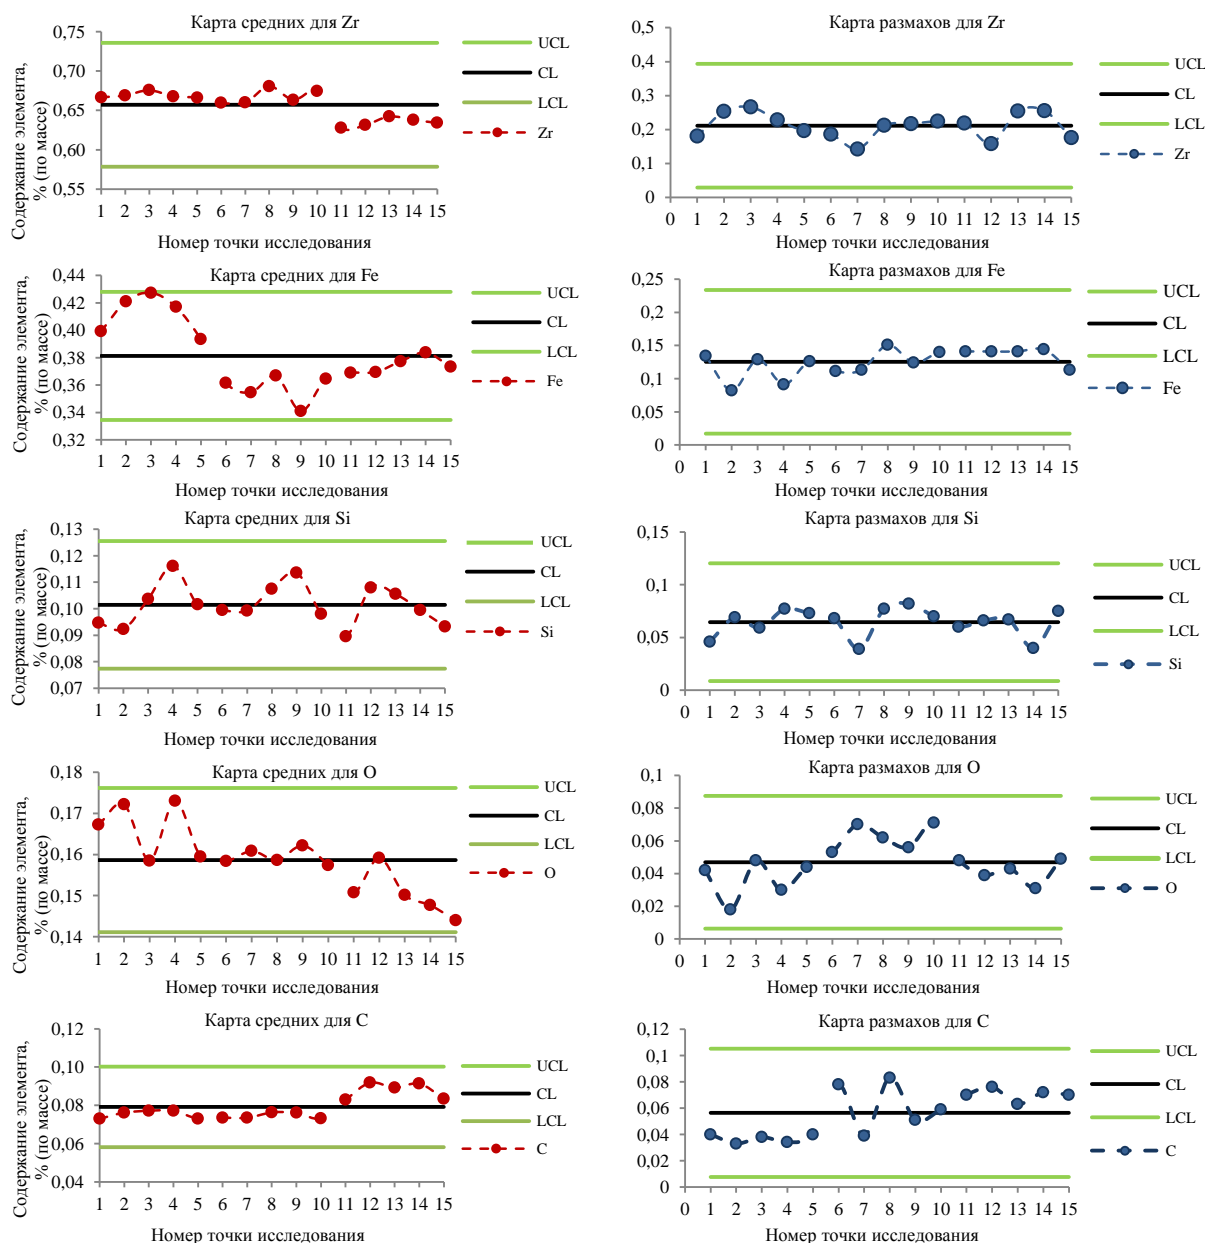 Карта средних для Zr
Содержание элемента,
% (по массе)
0,75
0,70
0,65
0,60
0,55
1 2 3 4 5 6 7 8 9 10 11 12 13 14 15
Номер точки исследования
UCL
CL
LCL
Zr
Карта размахов для Zr
0,5
0,4
0,3
0,2
0,1
0
0 1 2 3 4 5 6 7 8 9 10 11 12 13 14 15
Номер точки исследования
UCL
CL
LCL
Zr
Карта средних для Fe
Содержание элемента,
% (по массе)
0,44
0,42
0,40
0,38
0,36
0,34
0,32
1 2 3 4 5 6 7 8 9 10 11 12 13 14 15
Номер точки исследования
UCL
CL
LCL
Fe
Карта размахов для Fe
0,25
0,2
0,15
0,1
0,05
0
0 1 2 3 4 5 6 7 8 9 10 11 12 13 14 15
Номер точки исследования
UCL
CL
LCL
Fe
Карта средних для Si
Содержание элемента,
% (по массе)
0,13
0,12
0,11
0,10
0,09
0,08
0,07
1 2 3 4 5 6 7 8 9 10 11 12 13 14 15
Номер точки исследования
UCL
CL
LCL
Si
Карта размахов для Si
0,15
0,1
0,05
0
0 1 2 3 4 5 6 7 8 9 10 11 12 13 14 15
Номер точки исследования
UCL
CL
LCL
Si
Карта средних для O
Содержание элемента,
% (по массе)
0,18
0,17
0,16
0,15
0,14
1 2 3 4 5 6 7 8 9 10 11 12 13 14 15
Номер точки исследования
UCL
CL
LCL
O
Карта размахов для O
0,1
0,08
0,06
0,04
0,02
0
0 1 2 3 4 5 6 7 8 9 10 11 12 13 14 15
Номер точки исследования
UCL
CL
LCL
O
Карта средних для C
Содержание элемента,
% (по массе)
0,12
0,10
0,08
0,06
0,04
1 2 3 4 5 6 7 8 9 10 11 12 13 14 15
Номер точки исследования
UCL
CL
LCL
C
Карта размахов для C
0,12
0,1
0,08
0,06
0,04
0,02
0
0 1 2 3 4 5 6 7 8 9 10 11 12 13 14 15
Номер точки исследования
UCL
CL
LCL
C